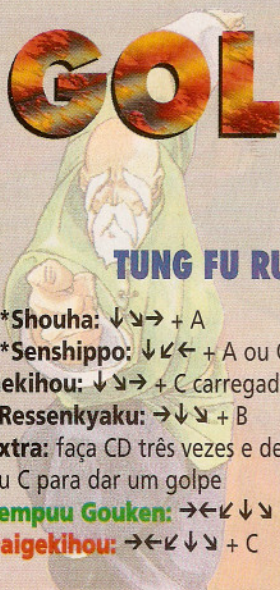 GOL
TUNG FU RU
*Shouha: ↓↘→ + A
*Senshippo: ↓↙← + A ou C
ekihou: ↓↘→ + C carregad
Ressenkyaku: →↓↘ + B
xtra: faça CD três vezes e de
u C para dar um golpe
empuu Gouken: →←↙↓↘
aigekihou: →←↙↓↘ + C